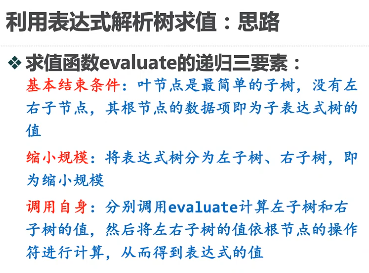 利用表达式解析树求值：思路
❖求值函数evaluate的递归三要素：
基本结束条件：叶节点是最简单的子树，没有左
右子节点，其根节点的数据项即为子表达式树的
值
缩小规模：将表达式树分为左子树、右子树，即
为缩小规模
调用自身：分别调用evaluate计算左子树和右
子树的值，然后将左右子树的值依根节点的操作
符进行计算，从而得到表达式的值